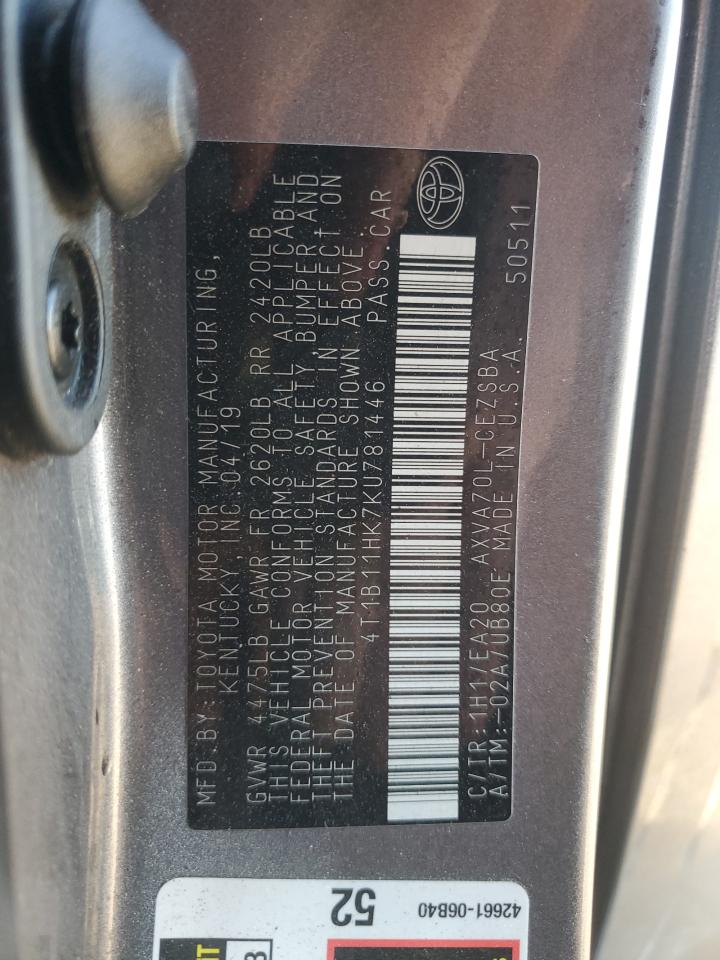 MFD.BY:TOYOTA MOTOR MANUFACTURING,
KENTUCKY INC.04/19
GVWR 4475LB GAWR FR 2620LB RR 2420LB
THIS VEHICLE CONFORMS TO ALL APPLICABLE
FEDERAL MOTOR VEHICLE SAFETY, BUMPER AND
THEFT PREVENTION STANDARDS IN EFFECT ON
THE DATE OF MANUFACTURE SHOWN ABOVE.
4T1B11HK7KU781446 PASS.CAR
C/TR:1H1/EA20 AXVA70L-CEZSBA
A/TM:-02A/UB80E MADE IN U.S.A. 50511
52
42661-06B40